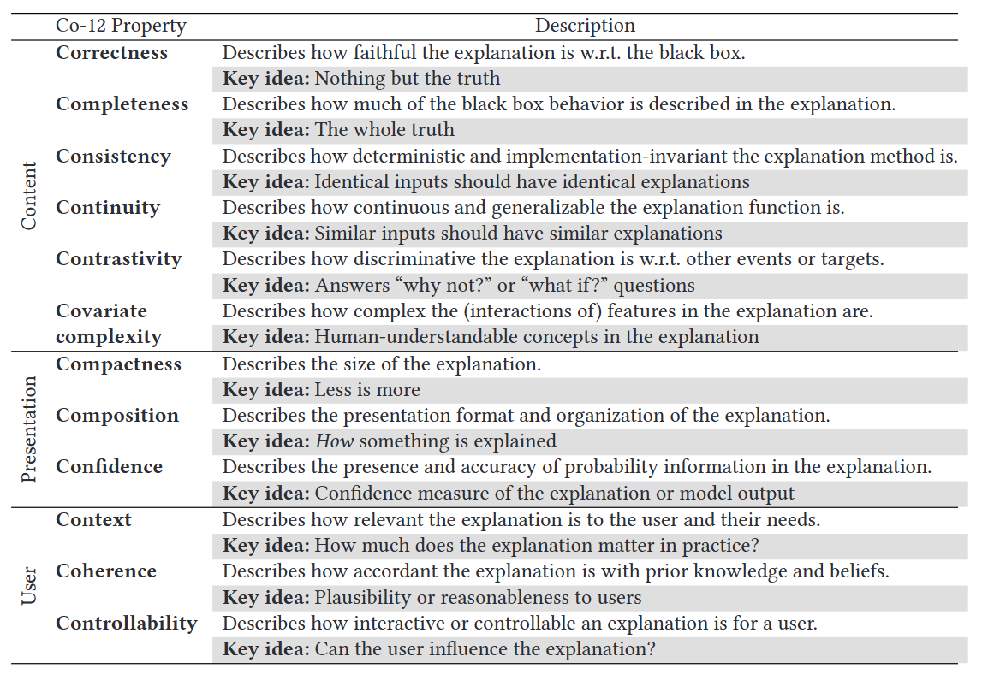 Co-12 Property Description
Content
Correctness Describes how faithful the explanation is w.r.t. the black box.
Key idea: Nothing but the truth
Completeness Describes how much of the black box behavior is described in the explanation.
Key idea: The whole truth
Consistency Describes how deterministic and implementation-invariant the explanation method is.
Key idea: Identical inputs should have identical explanations
Continuity Describes how continuous and generalizable the explanation function is.
Key idea: Similar inputs should have similar explanations
Contrastivity Describes how discriminative the explanation is w.r.t. other events or targets.
Key idea: Answers “why not?” or “what if?” questions
Covariate Describes how complex the (interactions of) features in the explanation are.
complexity Key idea: Human-understandable concepts in the explanation
Presentation
Compactness Describes the size of the explanation.
Key idea: Less is more
Composition Describes the presentation format and organization of the explanation.
Key idea: How something is explained
Confidence Describes the presence and accuracy of probability information in the explanation.
Key idea: Confidence measure of the explanation or model output
User
Context Describes how relevant the explanation is to the user and their needs.
Key idea: How much does the explanation matter in practice?
Coherence Describes how accordant the explanation is with prior knowledge and beliefs.
Key idea: Plausibility or reasonableness to users
Controllability Describes how interactive or controllable an explanation is for a user.
Key idea: Can the user influence the explanation?